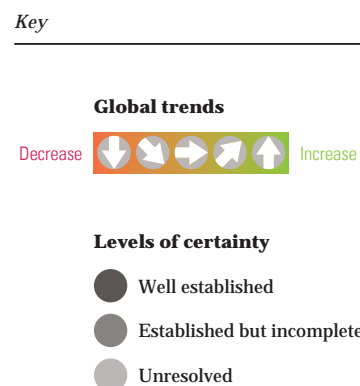 Key
Global trends
Decrease Increase
Levels of certainty
Well established
Established but incomplete
Unresolved